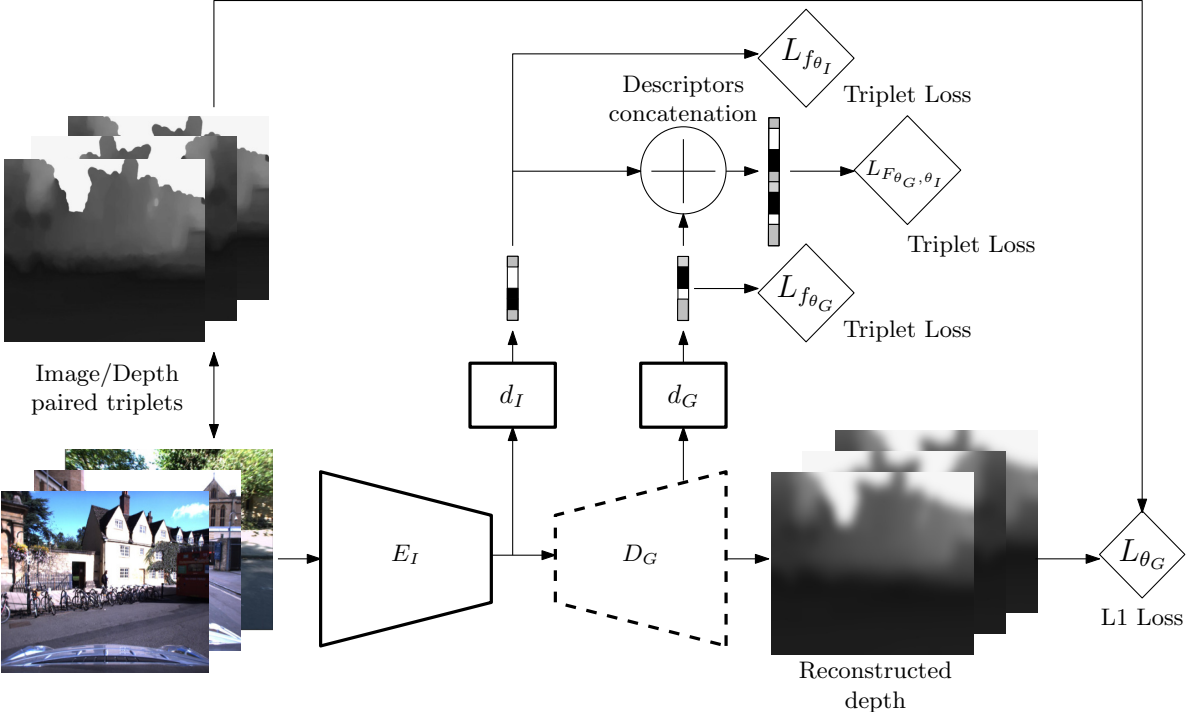 L_{f_{θ_I}}
Descriptors
concatenation
Triplet Loss
L_{F_{θ_G, θ_I}}
Triplet Loss
L_{f_{θ_G}}
Triplet Loss
Image/Depth
paired triplets
d_I
d_G
E_I
D_G
L_{θ_G}
L1 Loss
Reconstructed
depth